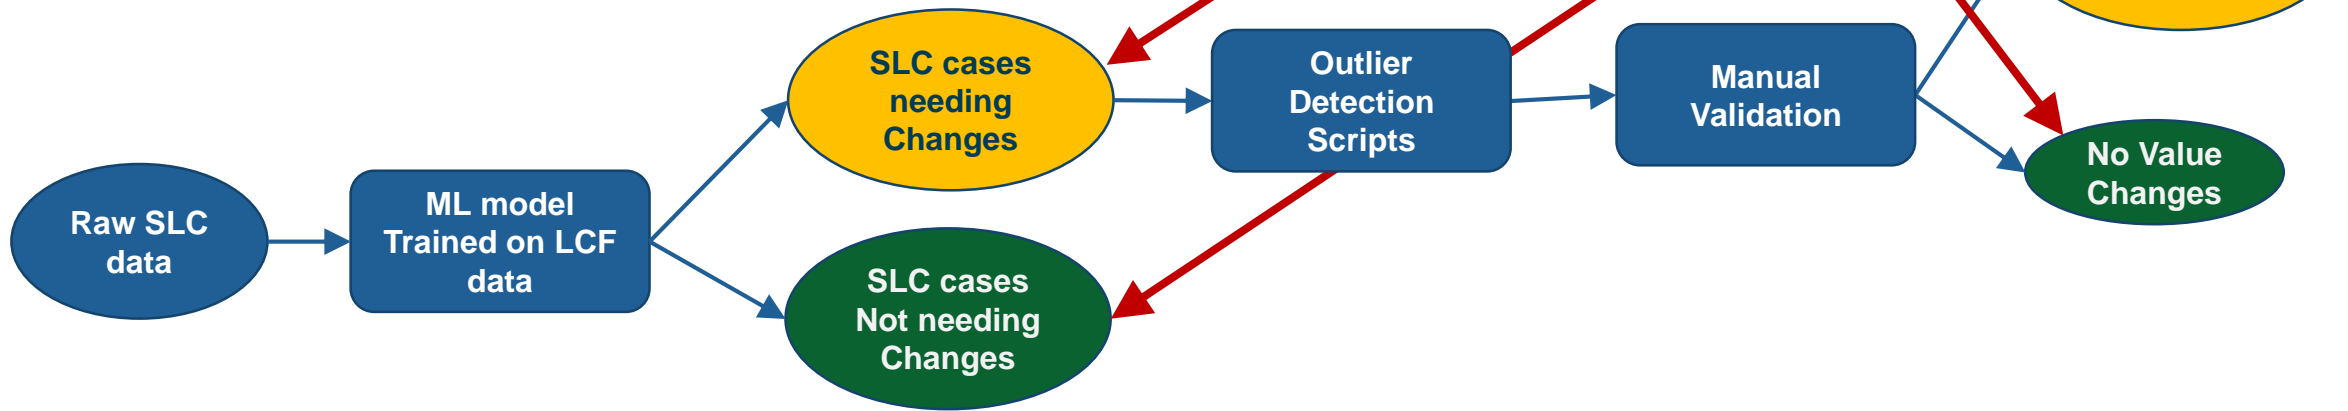 Raw SLC
data
ML model
Trained on LCF
data
SLC cases
needing
Changes
SLC cases
Not needing
Changes
Outlier
Detection
Scripts
Manual
Validation
No Value
Changes